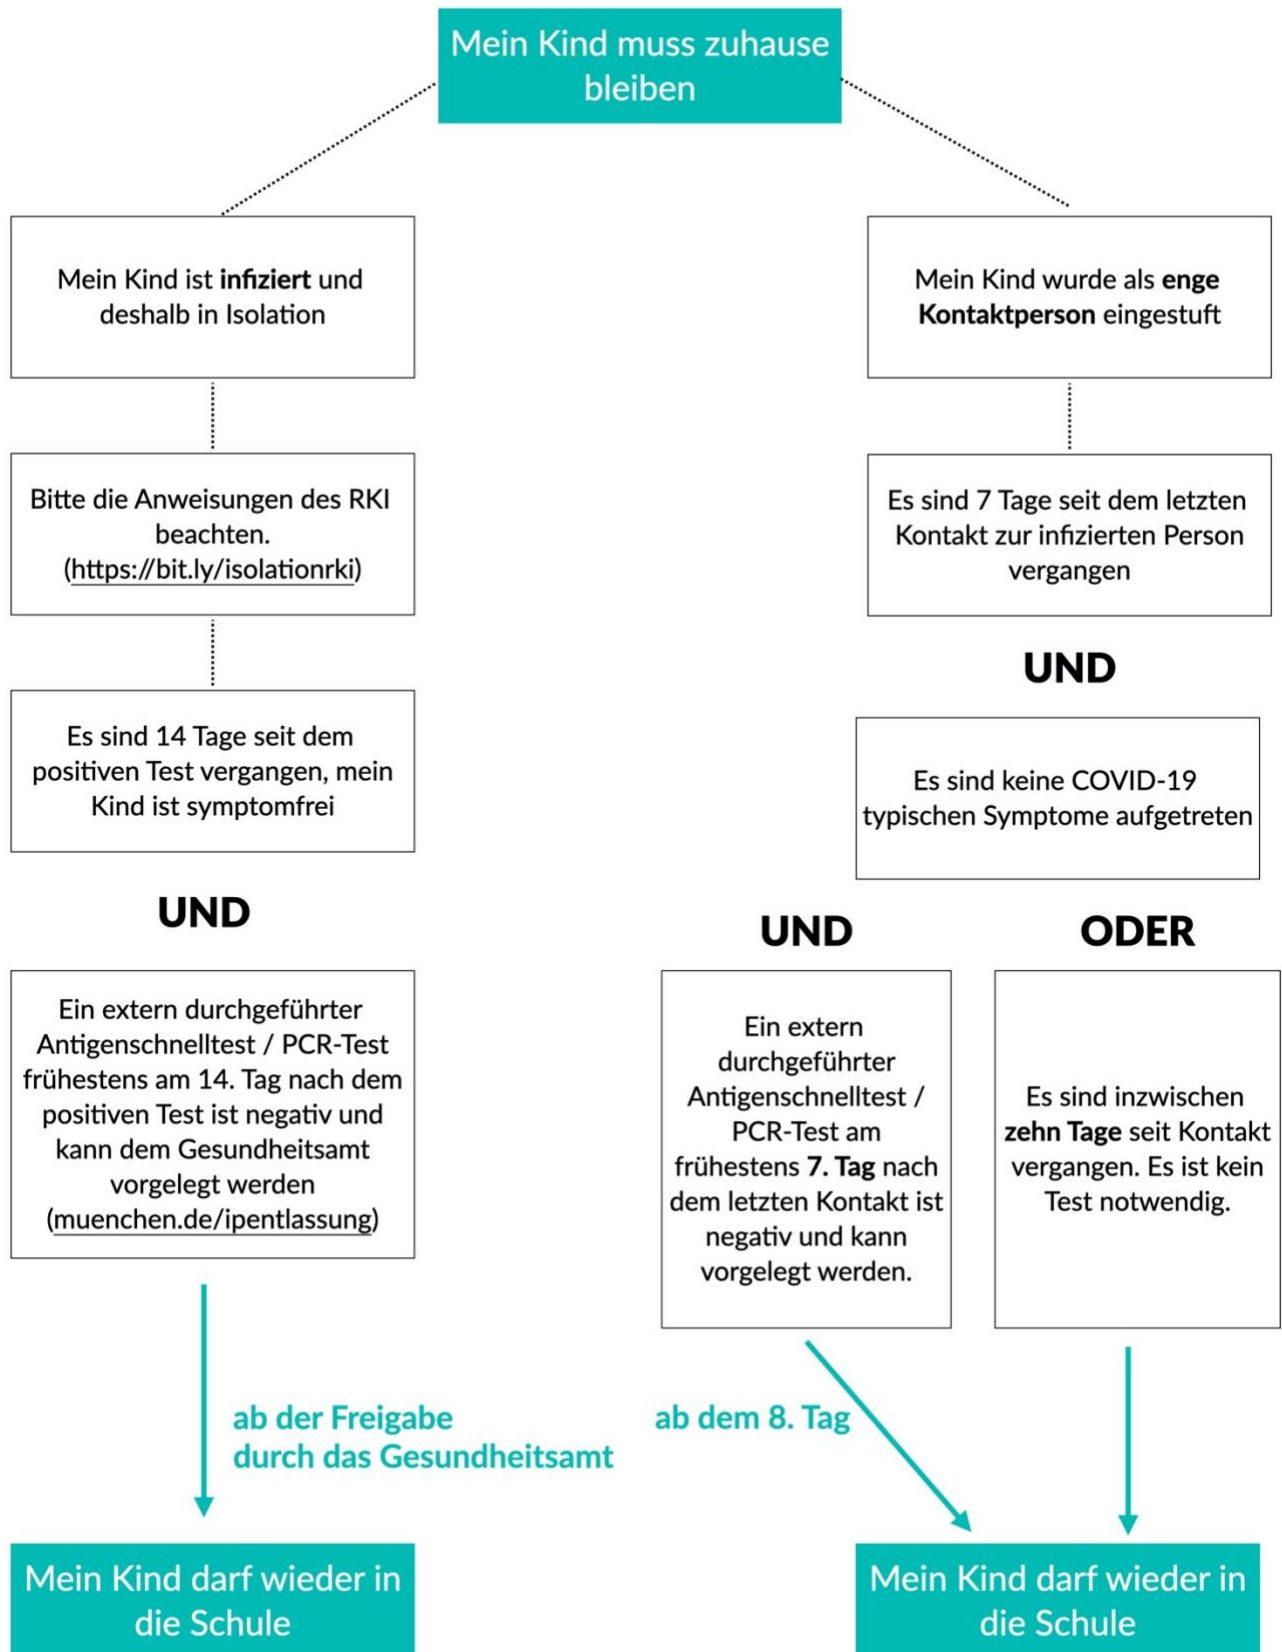 Mein Kind muss zuhause
bleiben
Mein Kind ist infiziert und
deshalb in Isolation
Bitte die Anweisungen des RKI
beachten.
(https://bit.ly/isolationrki)
Es sind 14 Tage seit dem
positiven Test vergangen, mein
Kind ist symptomfrei
UND
Ein extern durchgeführter
Antigenschnelltest / PCR-Test
frühestens am 14. Tag nach dem
positiven Test ist negativ und
kann dem Gesundheitsamt
vorgelegt werden
(muenchen.de/ipentlassung)
ab der Freigabe
durch das Gesundheitsamt
Mein Kind darf wieder in
die Schule
Mein Kind wurde als enge
Kontaktperson eingestuft
Es sind 7 Tage seit dem letzten
Kontakt zur infizierten Person
vergangen
UND
Es sind keine COVID-19
typischen Symptome aufgetreten
UND
Ein extern
durchgeführter
Antigenschnelltest /
PCR-Test am
frühestens 7. Tag nach
dem letzten Kontakt ist
negativ und kann
vorgelegt werden.
ab dem 8. Tag
ODER
Es sind inzwischen
zehn Tage seit Kontakt
vergangen. Es ist kein
Test notwendig.
Mein Kind darf wieder in
die Schule